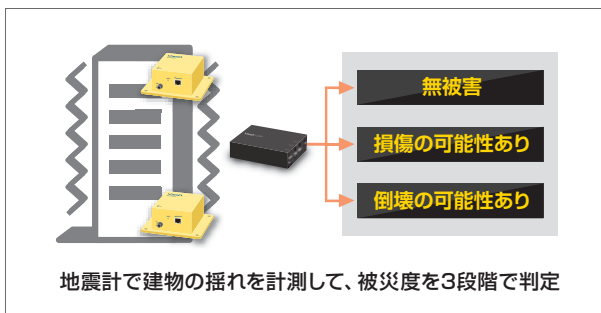 無被害
損傷の可能性あり
倒壊の可能性あり
地震計で建物の揺れを計測して、被災度を3段階で判定